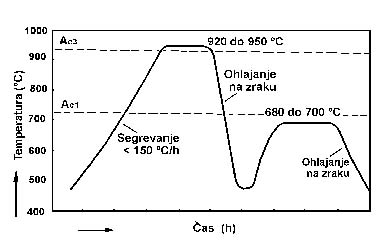 1000
Ac3
920 do 950 °C
900
Ohlajanje
na zraku
800
Ac1
680 do 700 °C
700
Segrevanje
< 150 °C/h
600
Ohlajanje
na zraku
500
400
Temperatura (°C)
Čas (h)